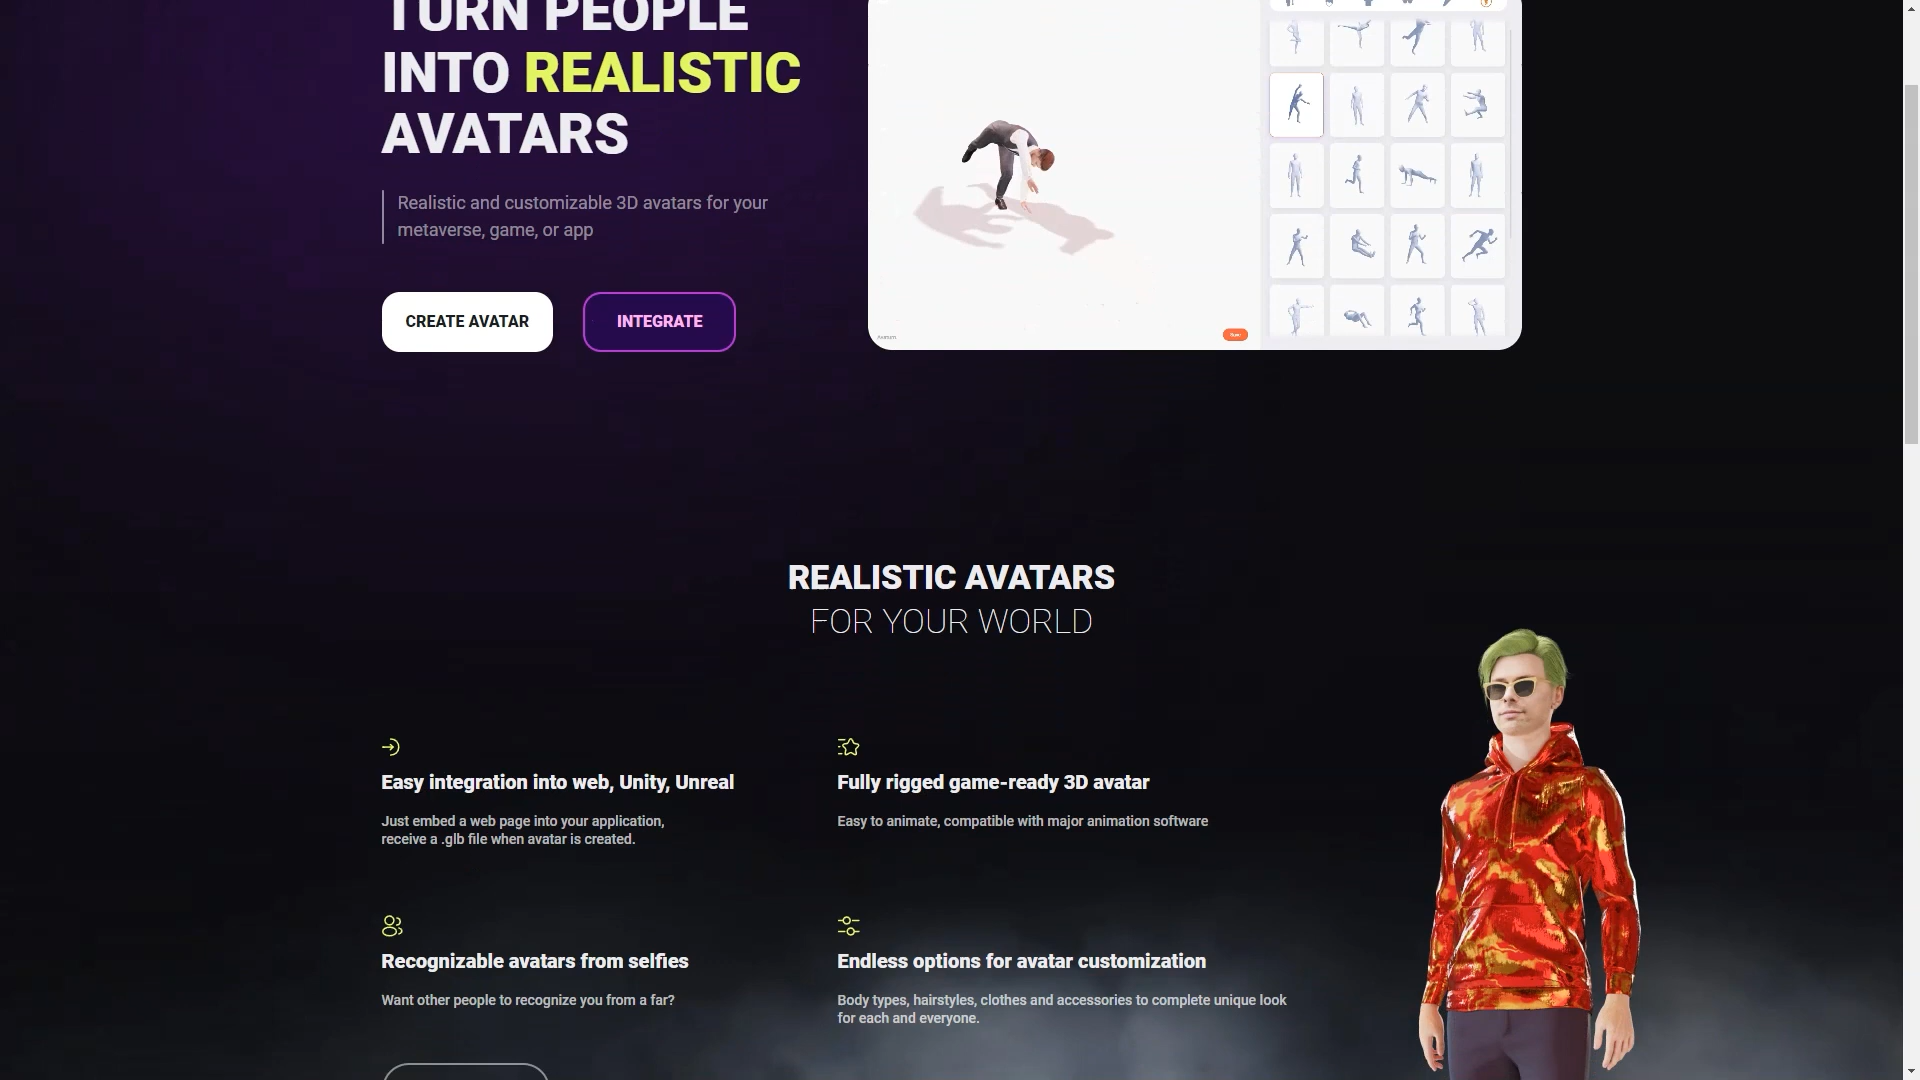 TURN PEOPLE
INTO REALISTIC
AVATARS
Realistic and customizable 3D avatars for your
metaverse, game, or app
CREATE AVATAR
INTEGRATE
REALISTIC AVATARS
FOR YOUR WORLD
Easy integration into web, Unity, Unreal
Just embed a web page into your application,
receive a .glb file when avatar is created.
Fully rigged game-ready 3D avatar
Easy to animate, compatible with major animation software
Recognizable avatars from selfies
Want other people to recognize you from a far?
Endless options for avatar customization
Body types, hairstyles, clothes and accessories to complete unique look
for each and everyone.